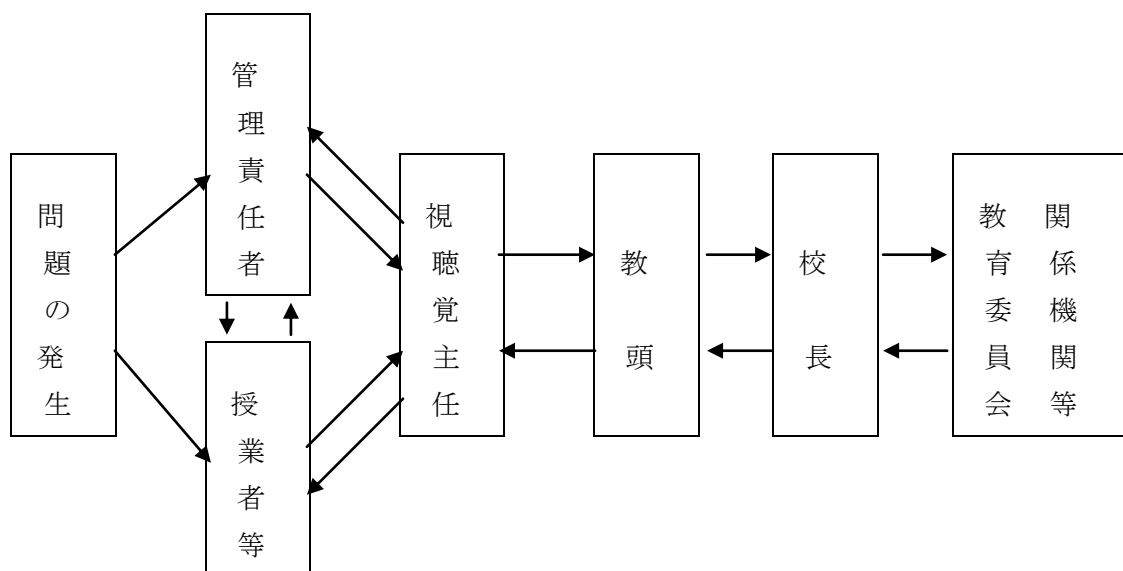 問題の発生
管理責任者
授業者等
視聴覚主任
教頭
校長
関係機関等
教育委員会